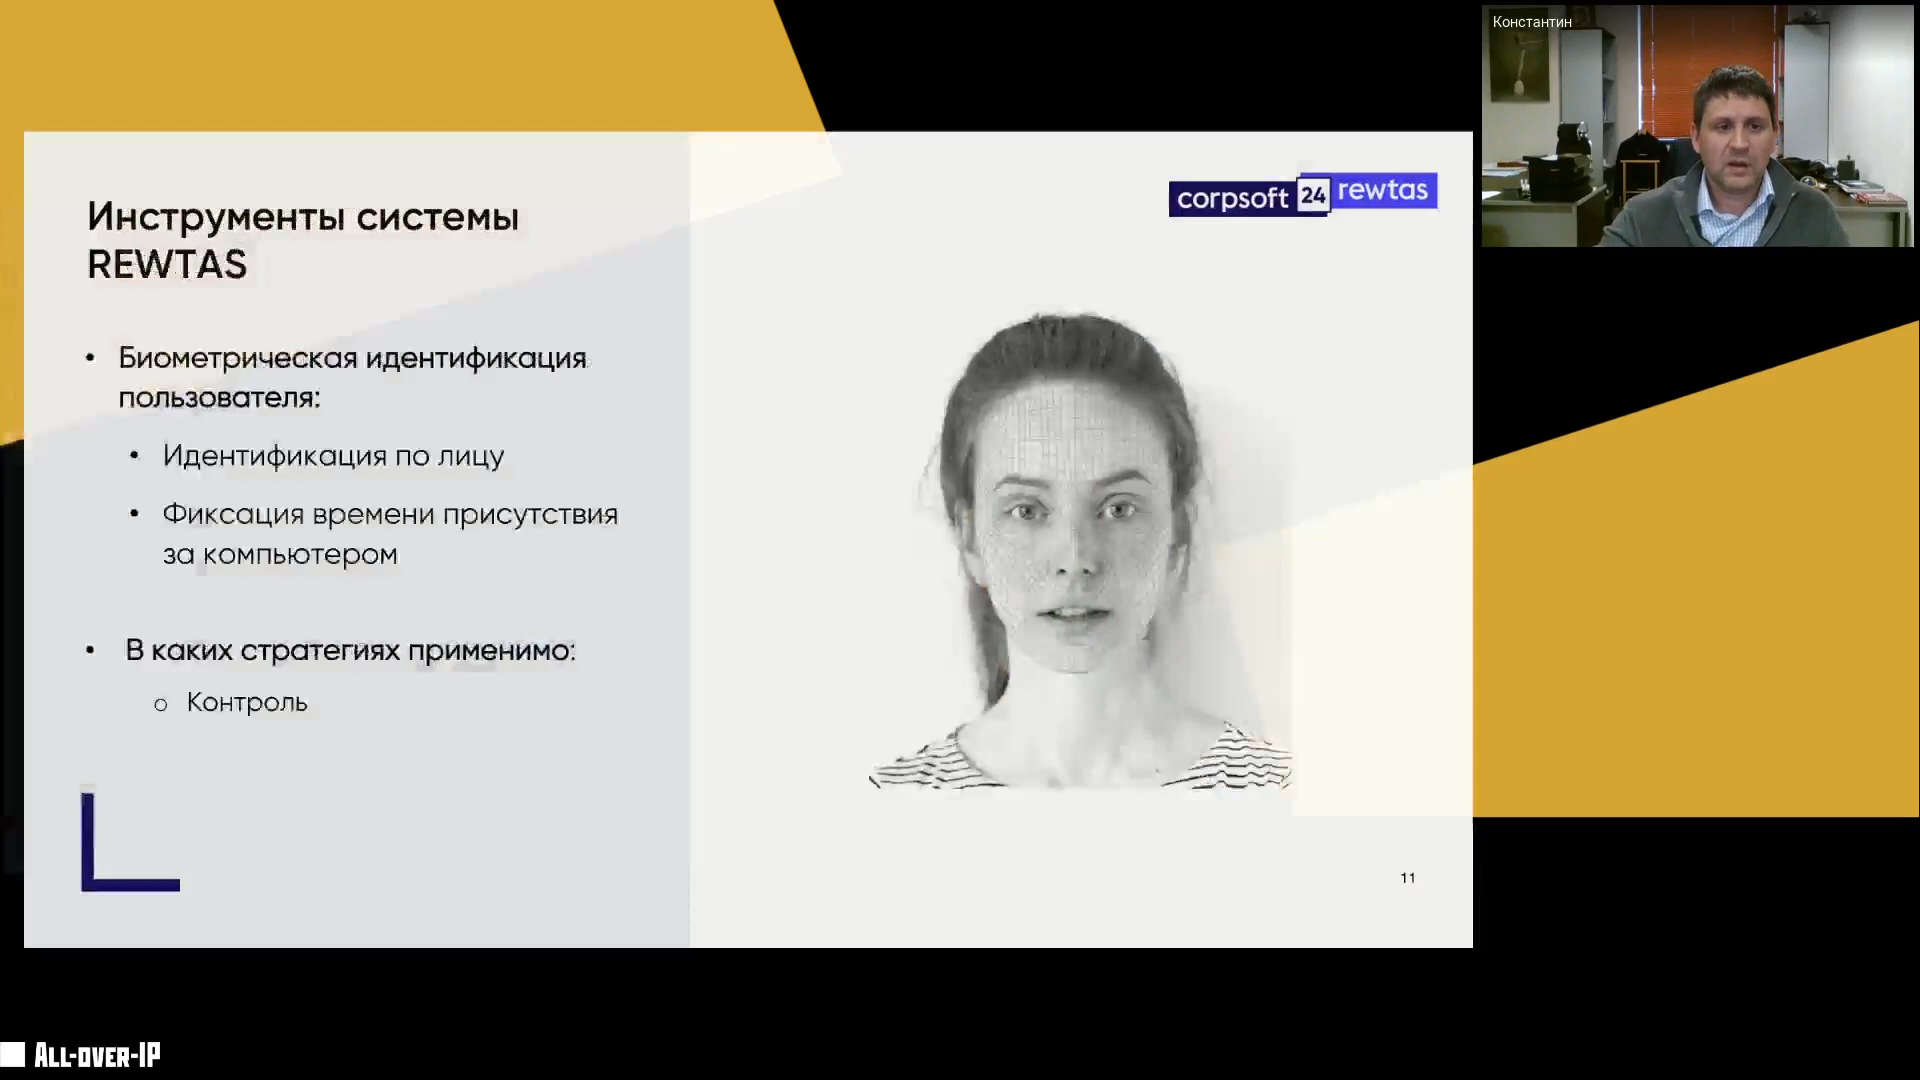 Константин
corpsoft 24 rewtas
Инструменты системы
REWTAS
• Биометрическая идентификация
пользователя:
• Идентификация по лицу
• Фиксация времени присутствия
за компьютером
• В каких стратегиях применимо:
o Контроль
11
ALL-OVER-IP